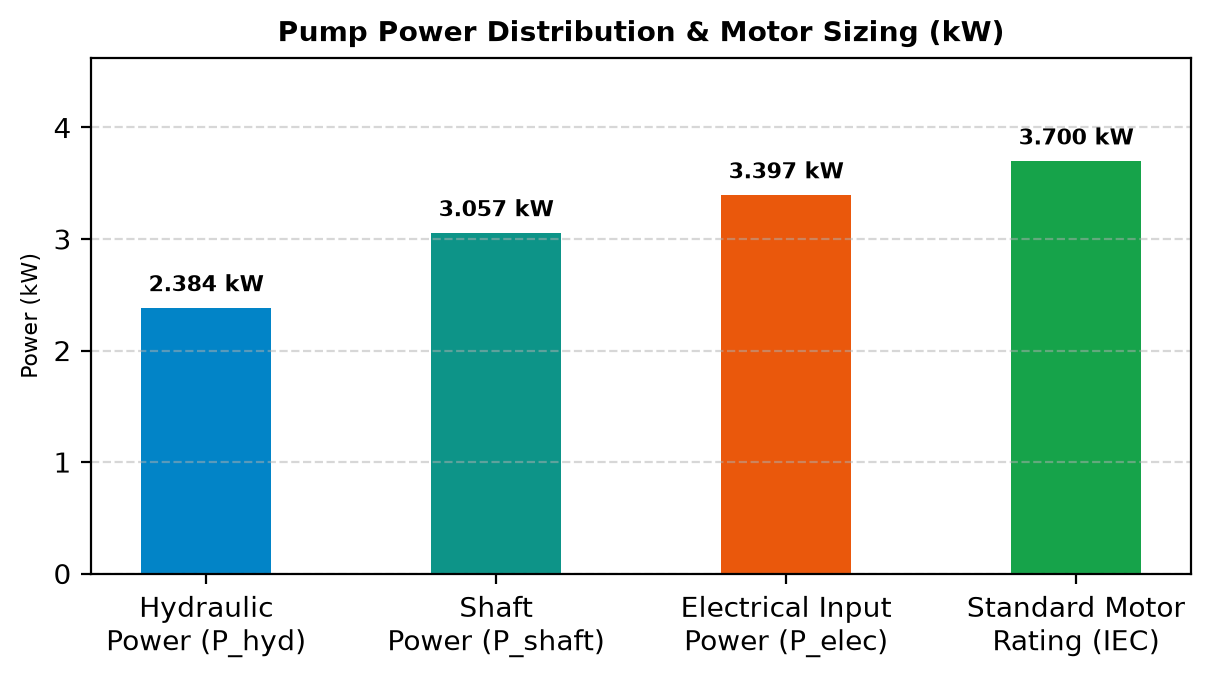 Pump Power Distribution & Motor Sizing (kW)
Power (kW)
4
3
2
1
0
2.384 kW
3.057 kW
3.397 kW
3.700 kW
Hydraulic
Power (P_hyd)
Shaft
Power (P_shaft)
Electrical Input
Power (P_elec)
Standard Motor
Rating (IEC)